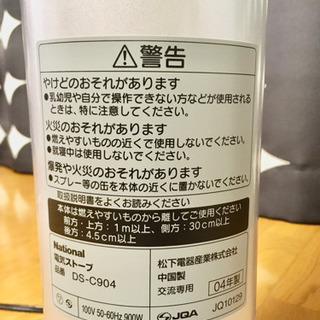 ⚠警告
やけどのおそれがあります
●乳幼児や自分で操作できない方などが使用される
ときは、特に注意してください。
火災のおそれがあります
●燃えやすいものの近くで使用しないでください。
●就寝中は使用しないでください。
爆発や火災のおそれがあります
●スプレー等の缶を本体の近くに置かないでください。
取扱説明書をよくお読みください
本体は燃えやすいものから離してご使用ください
前方・上方：1m以上、側方：30cm以上
後方：4.5cm以上
National
電気ストーブ
品番 DS-C904
100V 50-60Hz 900W
松下電器産業株式会社
中国製
交流専用 04年製
JQA JQ10129